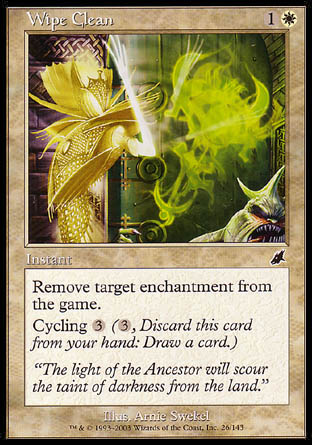 Wipe Clean 1
Instant
Remove target enchantment from
the game.
Cycling 3 (3, Discard this card
from your hand: Draw a card.)
“The light of the Ancestor will scour
the taint of darkness from the land.”
Illus. Arnie Swekel
™ & © 1993–2003 Wizards of the Coast, Inc. 26/143